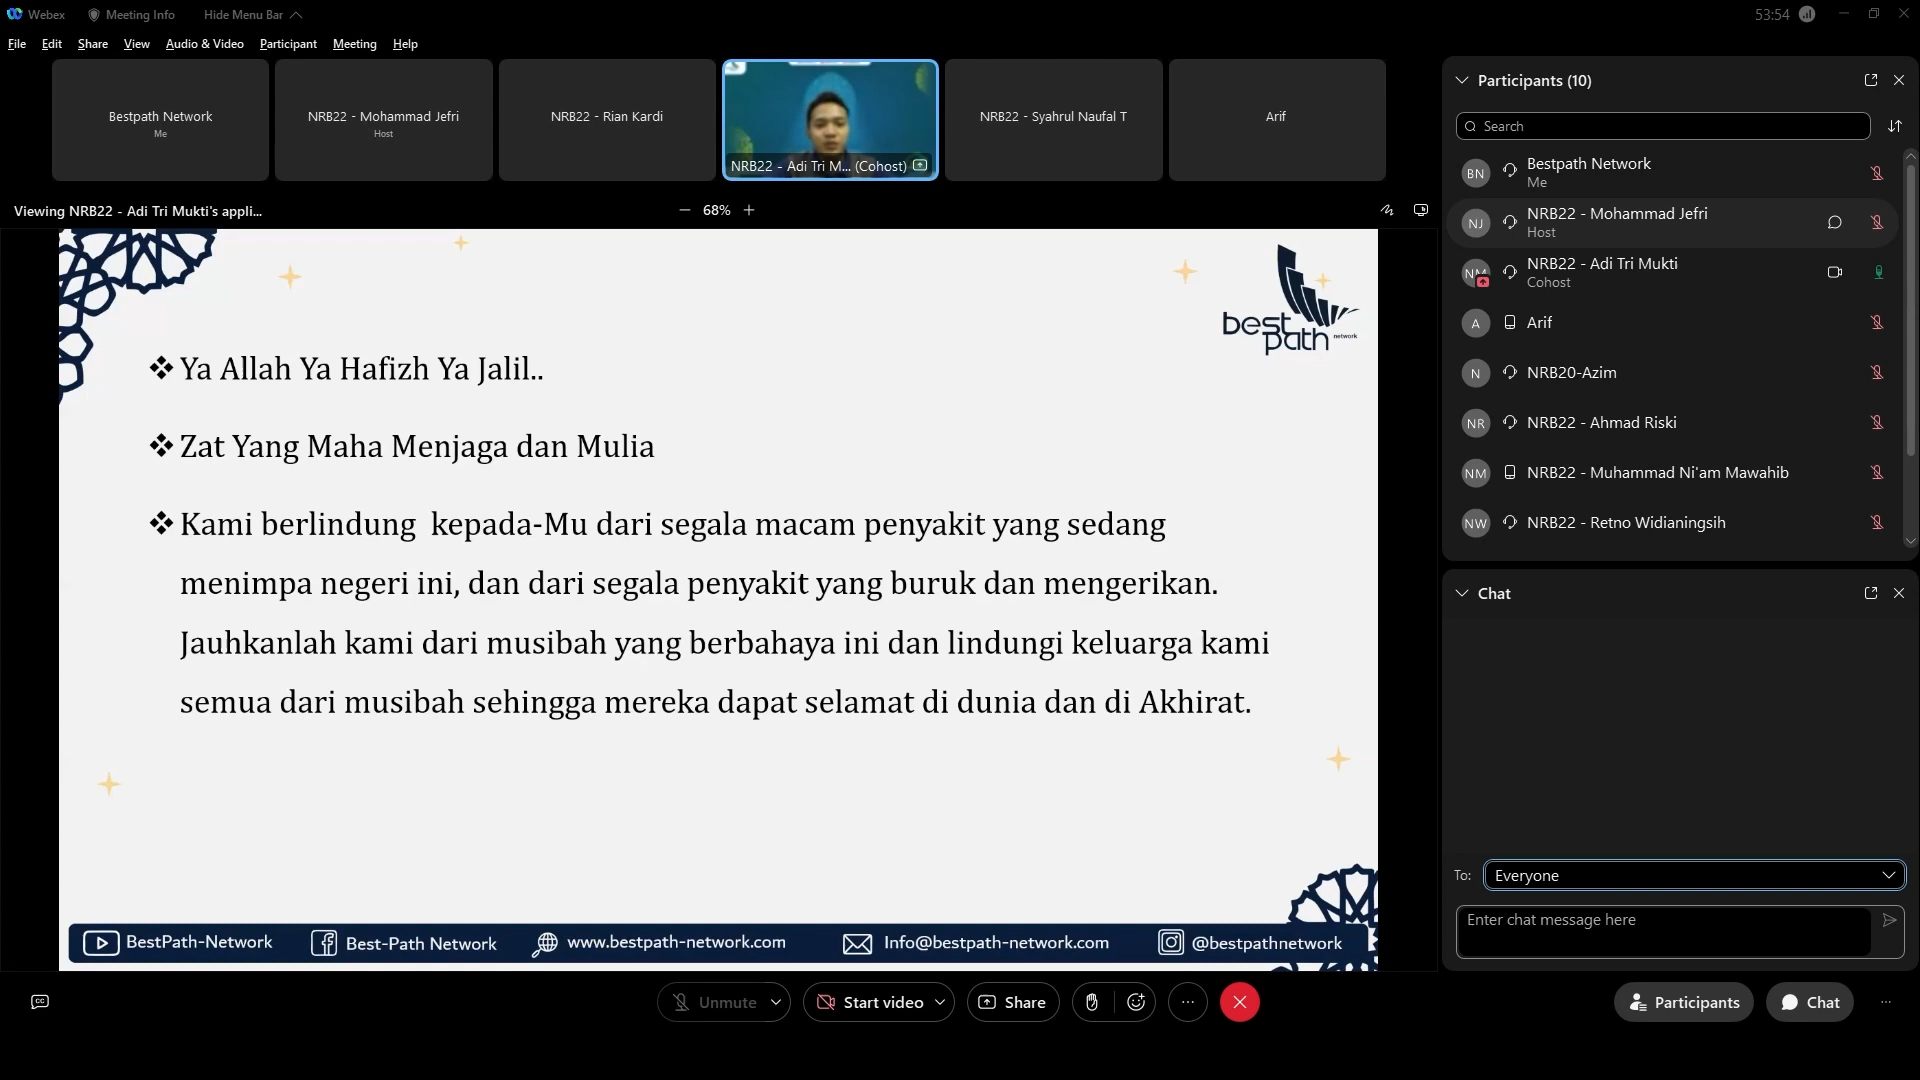 Webex
Meeting Info
Hide Menu Bar
53:54
File Edit Share View Audio & Video Participant Meeting Help
Bestpath Network
Me
NRB22 - Mohammad Jefri
Host
NRB22 - Rian Kardi
NRB22 - Adi Tri M... (Cohost)
NRB22 - Syahrul Naufal T
Arif
Viewing NRB22 - Adi Tri Mukti's appli...
68%
best path network
Ya Allah Ya Hafizh Ya Jalil..
Zat Yang Maha Menjaga dan Mulia
Kami berlindung kepada-Mu dari segala macam penyakit yang sedang
menimpa negeri ini, dan dari segala penyakit yang buruk dan mengerikan.
Jauhkanlah kami dari musibah yang berbahaya ini dan lindungi keluarga kami
semua dari musibah sehingga mereka dapat selamat di dunia dan di Akhirat.
BestPath-Network Best-Path Network www.bestpath-network.com Info@bestpath-network.com @bestpathnetwork
Participants (10)
Search
BN Bestpath Network
Me
NJ NRB22 - Mohammad Jefri
Host
NM NRB22 - Adi Tri Mukti
Cohost
A Arif
N NRB20-Azim
NR NRB22 - Ahmad Riski
NM NRB22 - Muhammad Ni'am Mawahib
NW NRB22 - Retno Widianingsih
Chat
To: Everyone
Enter chat message here
CC
Unmute
Start video
Share
Participants
Chat